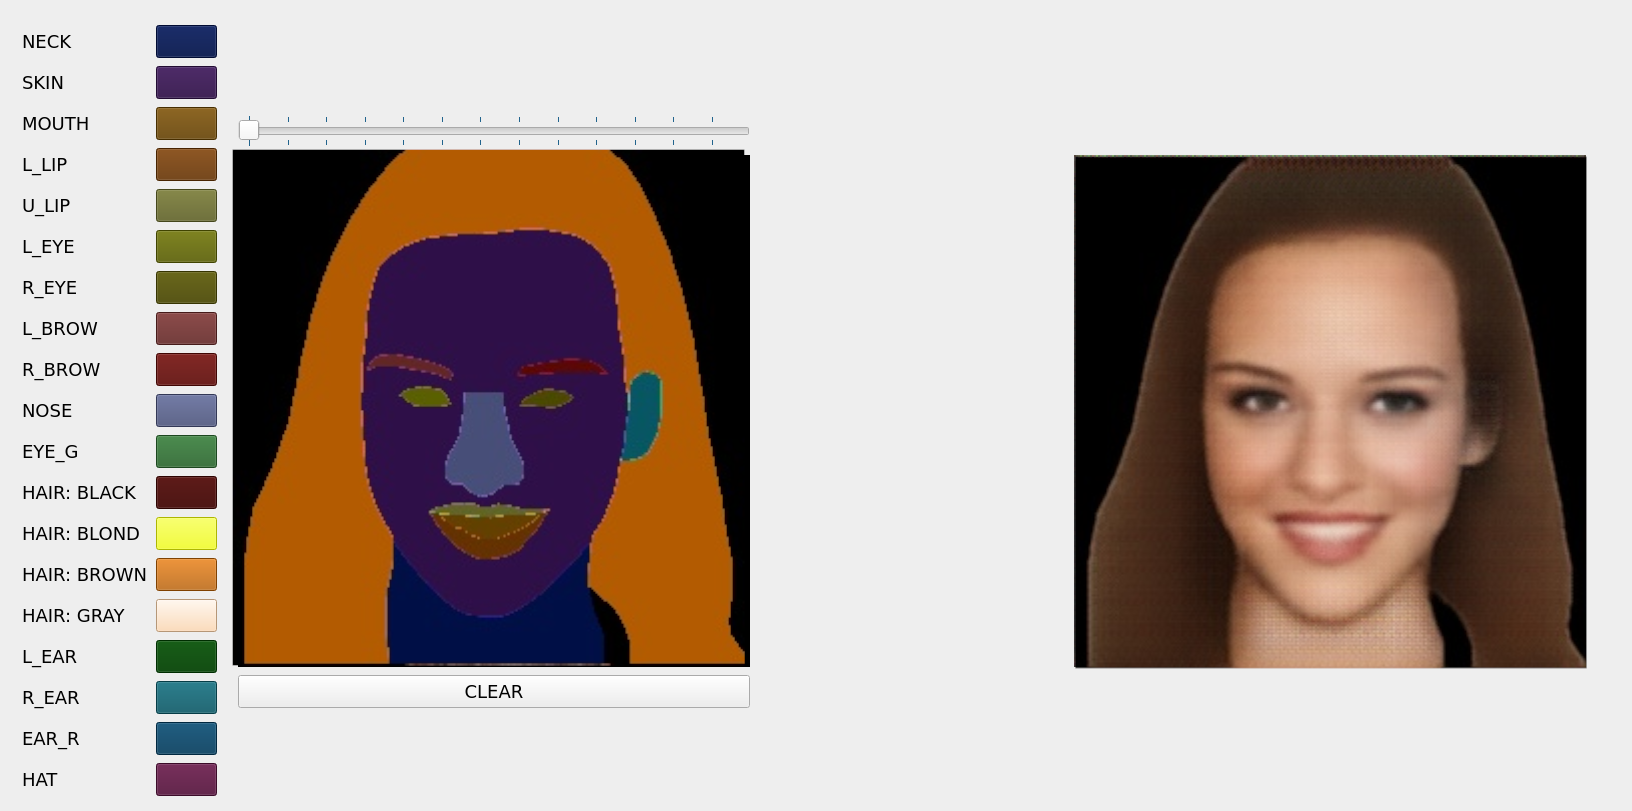 NECK
SKIN
MOUTH
L_LIP
U_LIP
L_EYE
R_EYE
L_BROW
R_BROW
NOSE
EYE_G
HAIR: BLACK
HAIR: BLOND
HAIR: BROWN
HAIR: GRAY
L_EAR
R_EAR
EAR_R
HAT
CLEAR